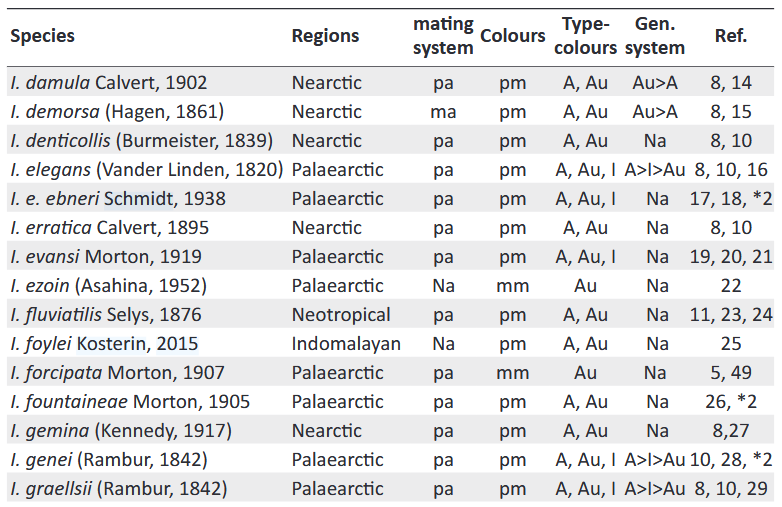 Species Regions mating system Colours Type-colours Gen. system Ref.
I. damula Calvert, 1902 Nearctic pa pm A, Au Au>A 8, 14
I. demorsa (Hagen, 1861) Nearctic ma pm A, Au Au>A 8, 15
I. denticollis (Burmeister, 1839) Nearctic pa pm A, Au Na 8, 10
I. elegans (Vander Linden, 1820) Palaearctic pa pm A, Au, I A>I>Au 8, 10, 16
I. e. ebneri Schmidt, 1938 Palaearctic pa pm A, Au, I Na 17, 18, *2
I. erratica Calvert, 1895 Nearctic pa pm A, Au Na 8, 10
I. evansi Morton, 1919 Palaearctic pa pm A, Au, I Na 19, 20, 21
I. ezoin (Asahina, 1952) Palaearctic Na mm Au Na 22
I. fluviatilis Selys, 1876 Neotropical pa pm A, Au Na 11, 23, 24
I. foylei Kosterin, 2015 Indomalayan Na pm A, Au Na 25
I. forcipata Morton, 1907 Palaearctic pa mm Au Na 5, 49
I. fountaineae Morton, 1905 Palaearctic pa pm A, Au Na 26, *2
I. gemina (Kennedy, 1917) Nearctic pa pm A, Au Na 8,27
I. genei (Rambur, 1842) Palaearctic pa pm A, Au, I A>I>Au 10, 28, *2
I. graellsii (Rambur, 1842) Palaearctic pa pm A, Au, I A>I>Au 8, 10, 29